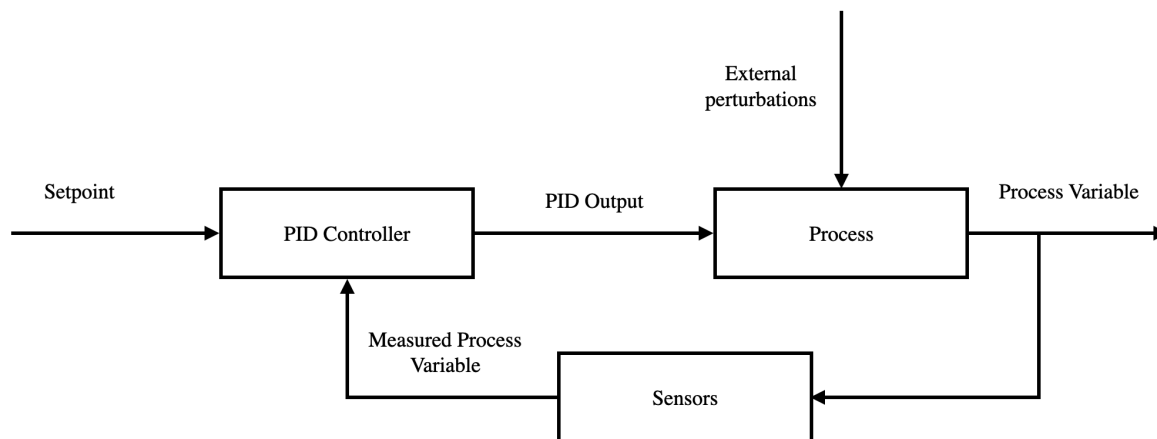 External
perturbations
Setpoint
PID Output
Process Variable
PID Controller
Process
Measured Process
Variable
Sensors